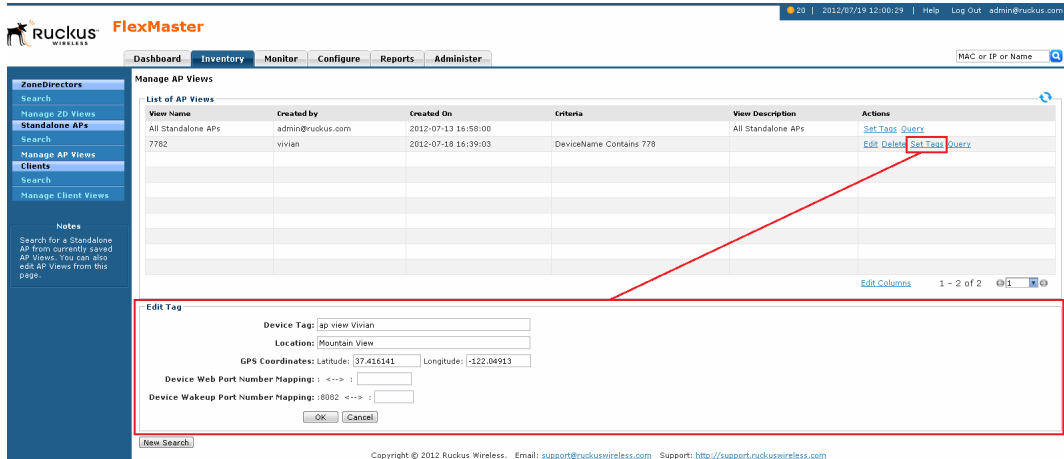 20 | 2012/07/19 12:00:29 | Help Log Out admin@ruckus.com
Ruckus WIRELESS
FlexMaster
Dashboard Inventory Monitor Configure Reports Administer
MAC or IP or Name
ZoneDirectors
Search
Manage ZD Views
Standalone APs
Search
Manage AP Views
Clients
Search
Manage Client Views
Notes
Search for a Standalone
AP from currently saved
AP Views. You can also
edit AP Views from this
page.
Manage AP Views
List of AP Views
View Name Created by Created On Criteria View Description Actions
All Standalone APs admin@ruckus.com 2012-07-13 16:58:00 All Standalone APs Set Tags Query
7782 vivian 2012-07-18 16:39:03 DeviceName Contains 778 Edit Delete Set Tags Query
Edit Columns 1 - 2 of 2 1
Edit Tag
Device Tag: ap view Vivian
Location: Mountain View
GPS Coordinates: Latitude: 37.416141 Longitude: -122.04913
Device Web Port Number Mapping: : <--> :
Device Wakeup Port Number Mapping: :8082 <--> :
OK Cancel
New Search
Copyright © 2012 Ruckus Wireless. Email: support@ruckuswireless.com Support: http://support.ruckuswireless.com